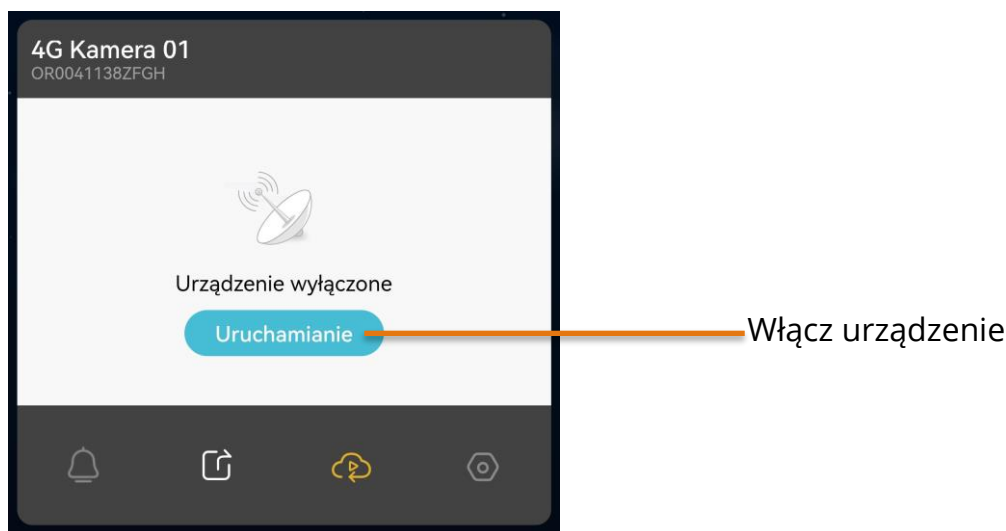 4G Kamera 01
OR0041138ZFGH
Urządzenie wyłączone
Uruchamianie
Włącz urządzenie